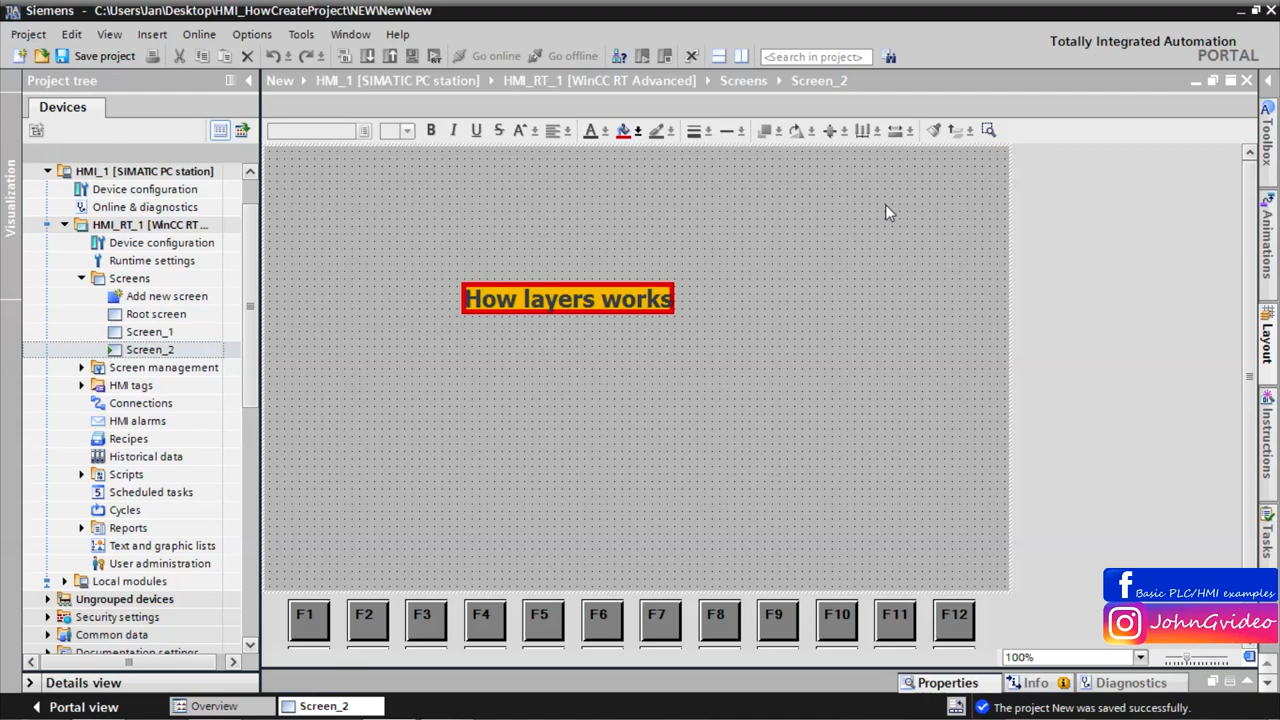 Siemens - C:\Users\Jan\Desktop\HMI_HowCreateProject\NEW\New\New
Project Edit View Insert Online Options Tools Window Help
Totally Integrated Automation
PORTAL
Save project
Go online
Go offline
<Search in project>
Project tree
New HMI_1 [SIMATIC PC station] HMI_RT_1 [WinCC RT Advanced] Screens Screen_2
Devices
Visualization
HMI_1 [SIMATIC PC station]
Device configuration
Online & diagnostics
HMI_RT_1 [WinCC RT ...
Device configuration
Runtime settings
Screens
Add new screen
Root screen
Screen_1
Screen_2
Screen management
HMI tags
Connections
HMI alarms
Recipes
Historical data
Scripts
Scheduled tasks
Cycles
Reports
Text and graphic lists
User administration
Local modules
Ungrouped devices
Security settings
Common data
Documentation settings
Details view
B I U S A A
How layers works
F1 F2 F3 F4 F5 F6 F7 F8 F9 F10 F11 F12
100%
Toolbox
Animations
Layout
Instructions
Tasks
Basic PLC/HMI examples
JohnGvideo
Properties Info Diagnostics
Portal view Overview Screen_2
The project New was saved successfully.